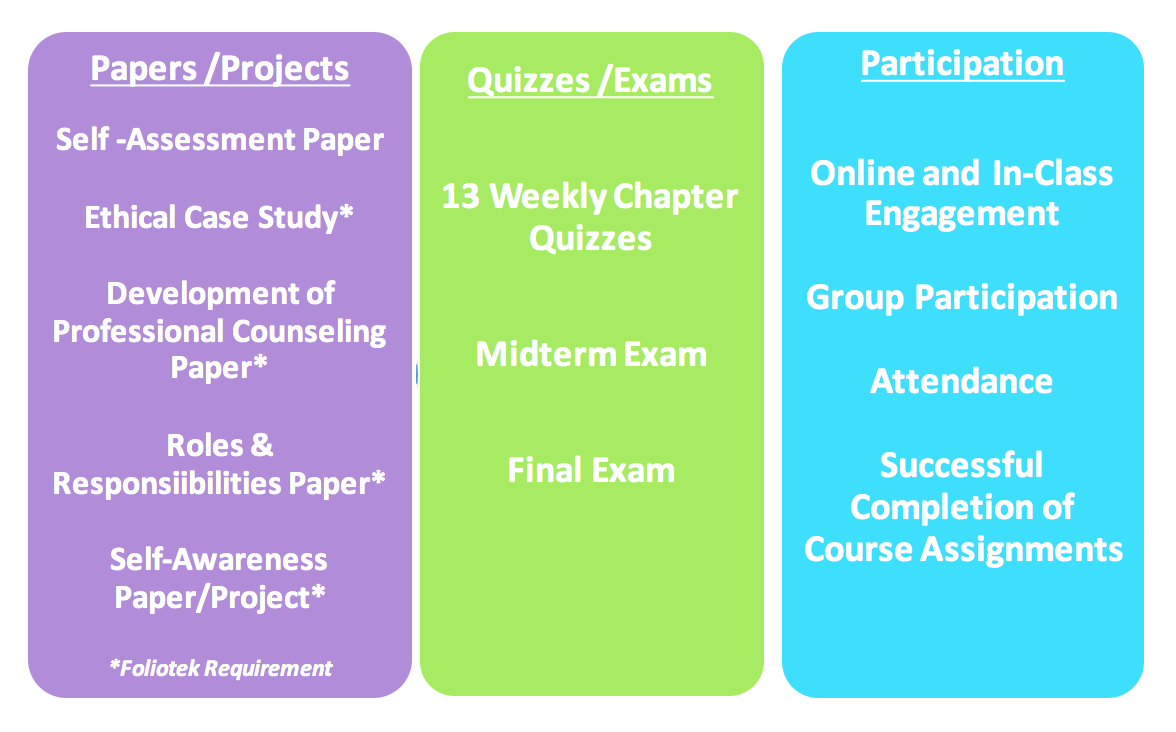 Papers /Projects
Self -Assessment Paper
Ethical Case Study*
Development of
Professional Counseling
Paper*
Roles &
Responsiibilities Paper*
Self-Awareness
Paper/Project*
*Foliotek Requirement
Quizzes /Exams
13 Weekly Chapter
Quizzes
Midterm Exam
Final Exam
Participation
Online and In-Class
Engagement
Group Participation
Attendance
Successful
Completion of
Course Assignments